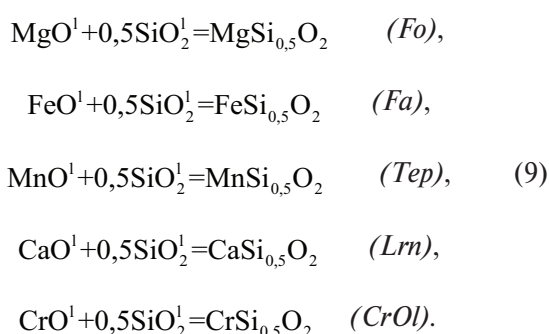 MgO¹+0,5SiO₂¹=MgSi₀,₅O₂ (Fo),
FeO¹+0,5SiO₂¹=FeSi₀,₅O₂ (Fa),
MnO¹+0,5SiO₂¹=MnSi₀,₅O₂ (Tep), (9)
CaO¹+0,5SiO₂¹=CaSi₀,₅O₂ (Lrn),
CrO¹+0,5SiO₂¹=CrSi₀,₅O₂ (CrOl).